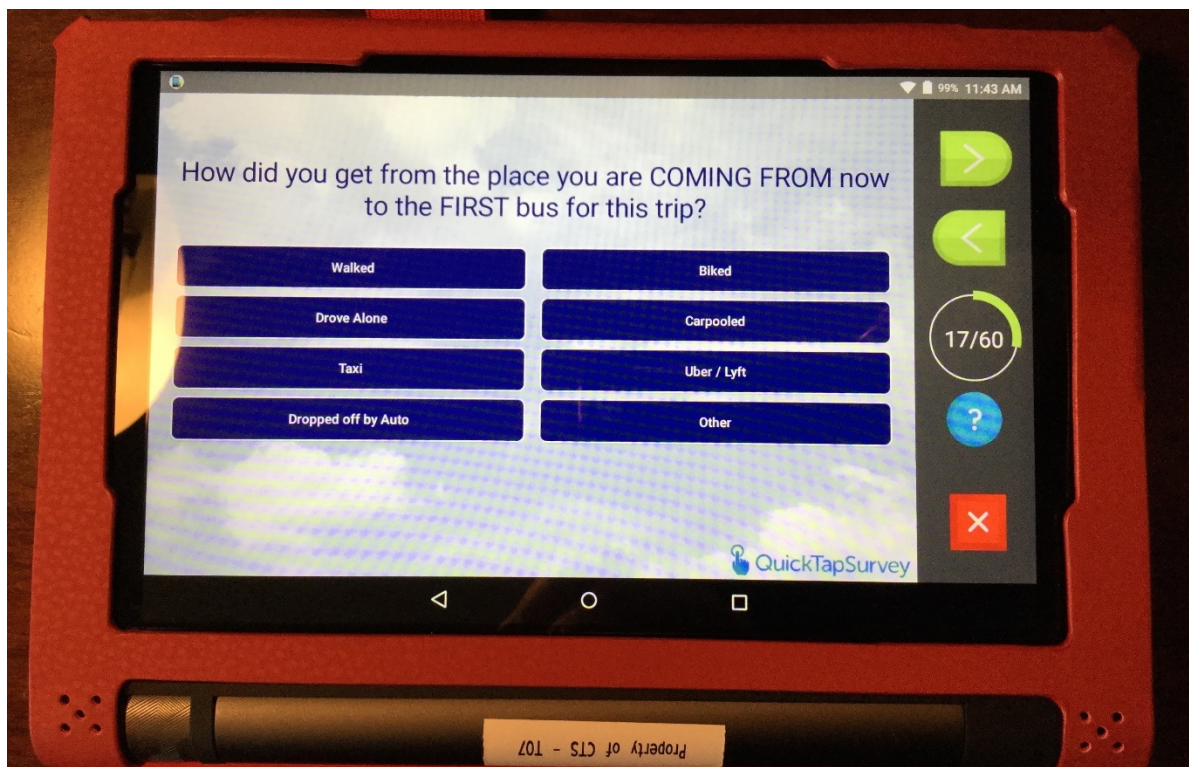 99% 11:43 AM
How did you get from the place you are COMING FROM now
to the FIRST bus for this trip?
Walked
Biked
Drove Alone
Carpooled
Taxi
Uber / Lyft
Dropped off by Auto
Other
17/60
?
QuickTapSurvey
Property of CTS - T07